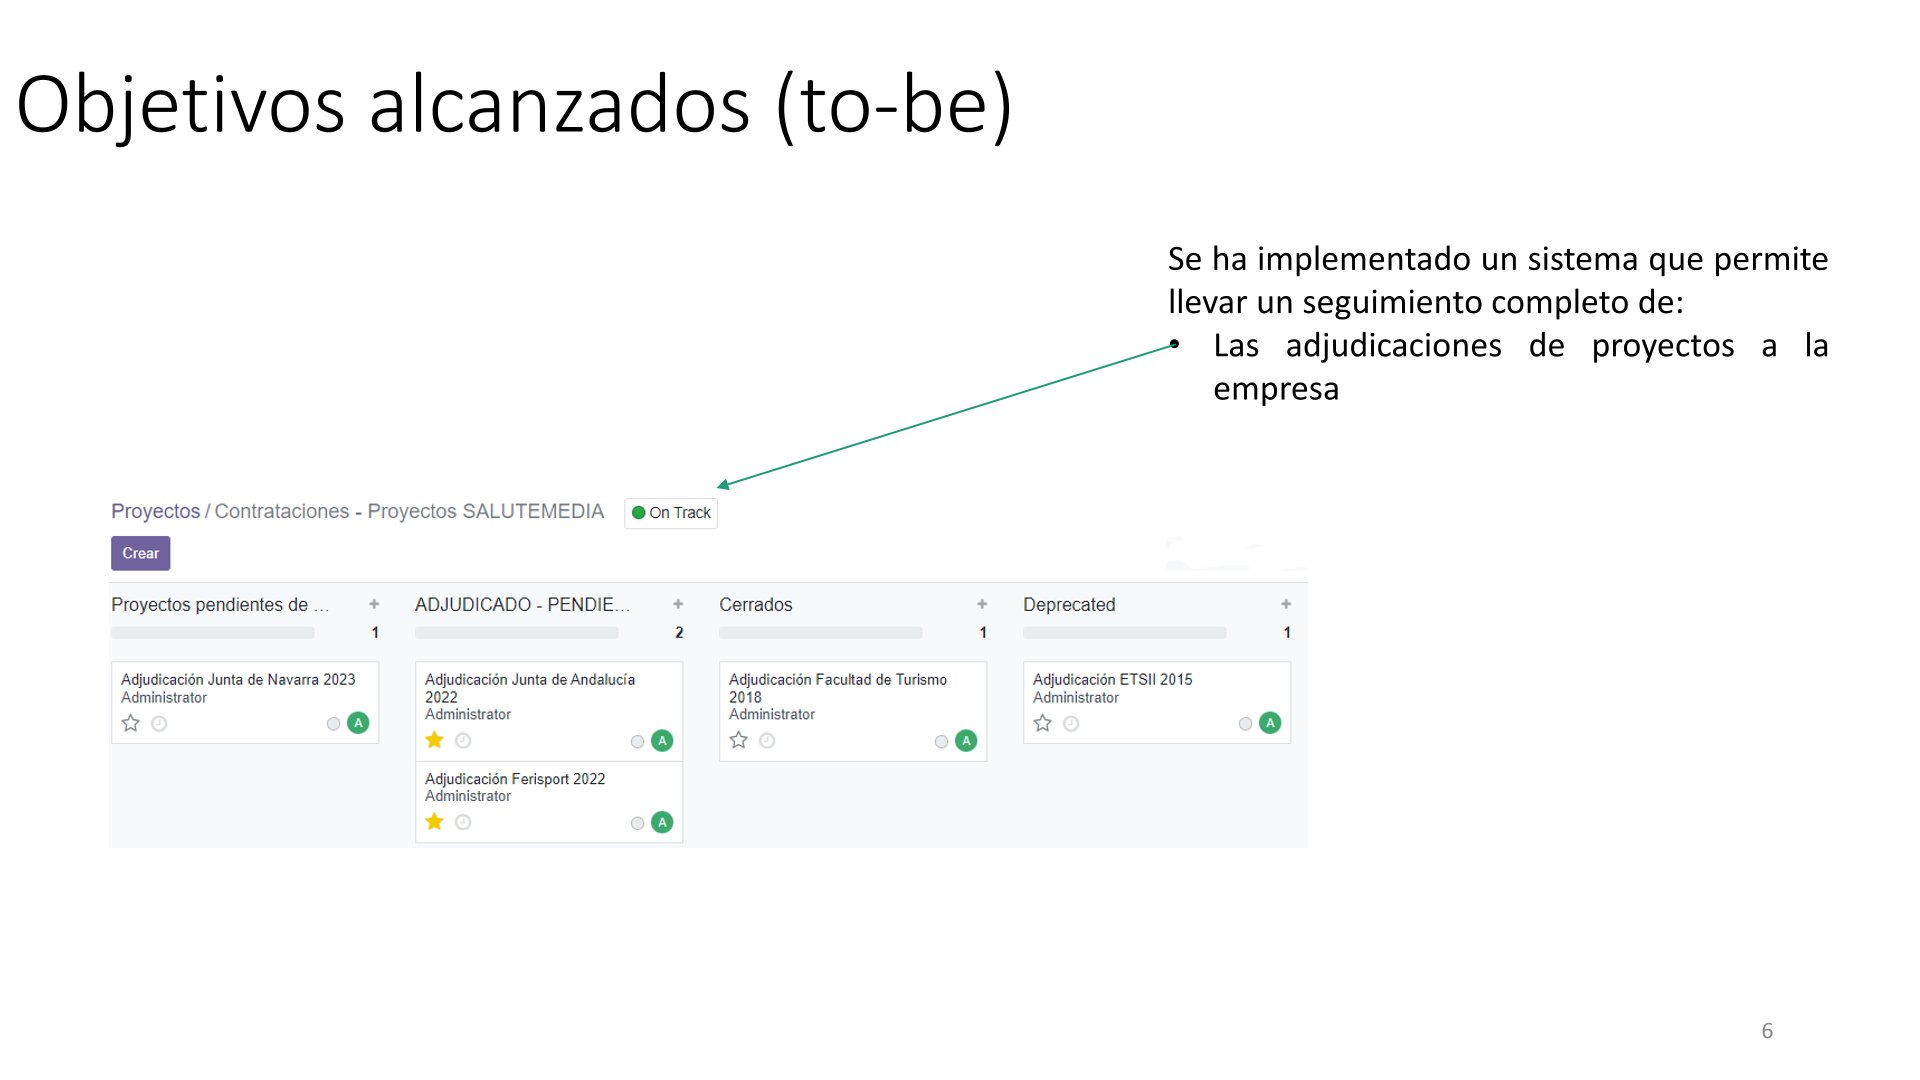 Objetivos alcanzados (to-be)
Se ha implementado un sistema que permite
llevar un seguimiento completo de:
• Las adjudicaciones de proyectos a la
empresa
Proyectos / Contrataciones - Proyectos SALUTEMEDIA On Track
Crear
Proyectos pendientes de ... +
1
Adjudicación Junta de Navarra 2023
Administrator
A
ADJUDICADO - PENDIE... +
2
Adjudicación Junta de Andalucía
2022
Administrator
A
Adjudicación Ferisport 2022
Administrator
A
Cerrados +
1
Adjudicación Facultad de Turismo
2018
Administrator
A
Deprecated +
1
Adjudicación ETSII 2015
Administrator
A
6